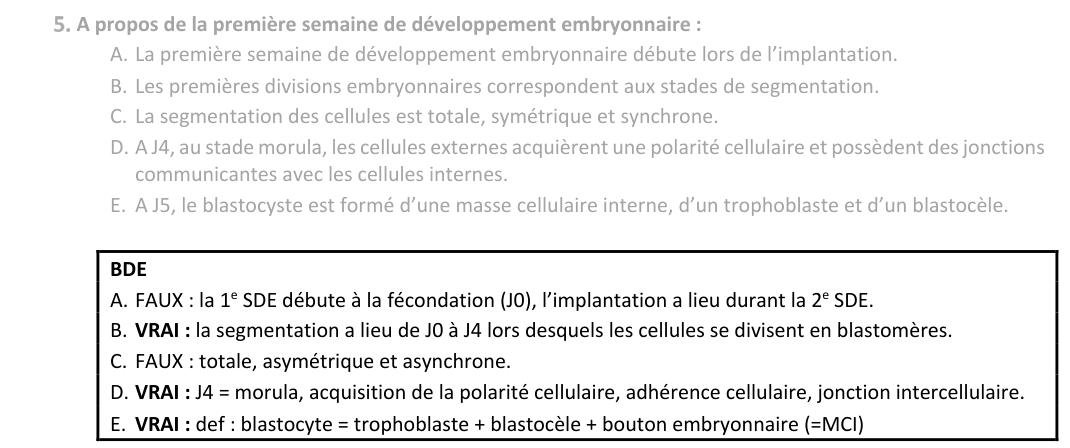 5. A propos de la première semaine de développement embryonnaire :
A. La première semaine de développement embryonnaire débute lors de l'implantation.
B. Les premières divisions embryonnaires correspondent aux stades de segmentation.
C. La segmentation des cellules est totale, symétrique et synchrone.
D. A J4, au stade morula, les cellules externes acquièrent une polarité cellulaire et possèdent des jonctions
communicantes avec les cellules internes.
E. A J5, le blastocyste est formé d'une masse cellulaire interne, d'un trophoblaste et d'un blastocèle.
BDE
A. FAUX : la 1e SDE débute à la fécondation (J0), l'implantation a lieu durant la 2e SDE.
B. VRAI : la segmentation a lieu de J0 à J4 lors desquels les cellules se divisent en blastomères.
C. FAUX : totale, asymétrique et asynchrone.
D. VRAI : J4 = morula, acquisition de la polarité cellulaire, adhérence cellulaire, jonction intercellulaire.
E. VRAI : def : blastocyte = trophoblaste + blastocèle + bouton embryonnaire (=MCI)